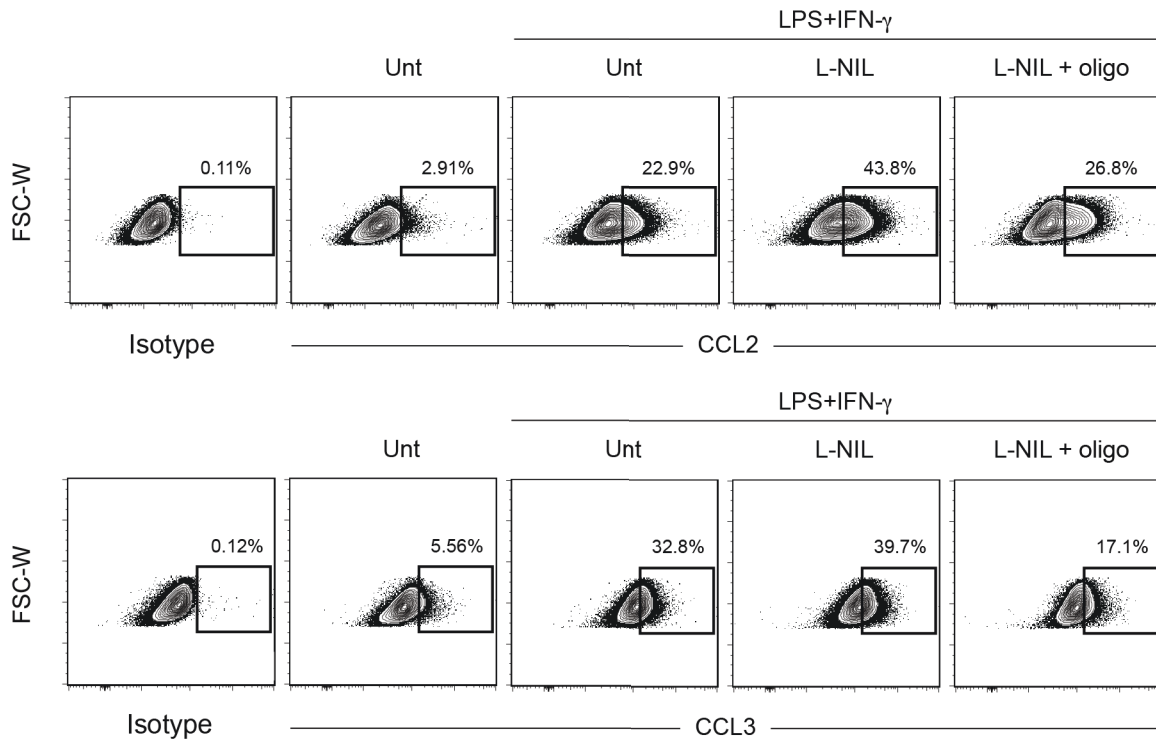 LPS+IFN-γ
Unt Unt L-NIL L-NIL + oligo
FSC-W
0.11% 2.91% 22.9% 43.8% 26.8%
Isotype CCL2
LPS+IFN-γ
Unt Unt L-NIL L-NIL + oligo
FSC-W
0.12% 5.56% 32.8% 39.7% 17.1%
Isotype CCL3